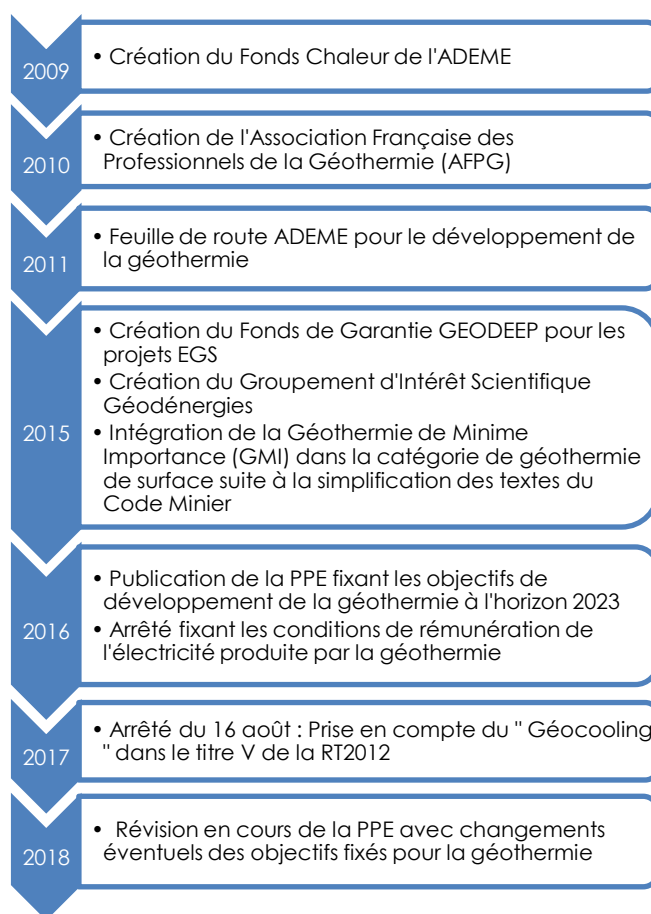 2009
• Création du Fonds Chaleur de l'ADEME
2010
• Création de l'Association Française des
Professionnels de la Géothermie (AFPG)
2011
• Feuille de route ADEME pour le développement de
la géothermie
2015
• Création du Fonds de Garantie GEODEEP pour les
projets EGS
• Création du Groupement d'Intérêt Scientifique
Géodénergies
• Intégration de la Géothermie de Minime
Importance (GMI) dans la catégorie de géothermie
de surface suite à la simplification des textes du
Code Minier
2016
• Publication de la PPE fixant les objectifs de
développement de la géothermie à l'horizon 2023
• Arrêté fixant les conditions de rémunération de
l'électricité produite par la géothermie
2017
• Arrêté du 16 août : Prise en compte du " Géocooling
" dans le titre V de la RT2012
2018
• Révision en cours de la PPE avec changements
éventuels des objectifs fixés pour la géothermie